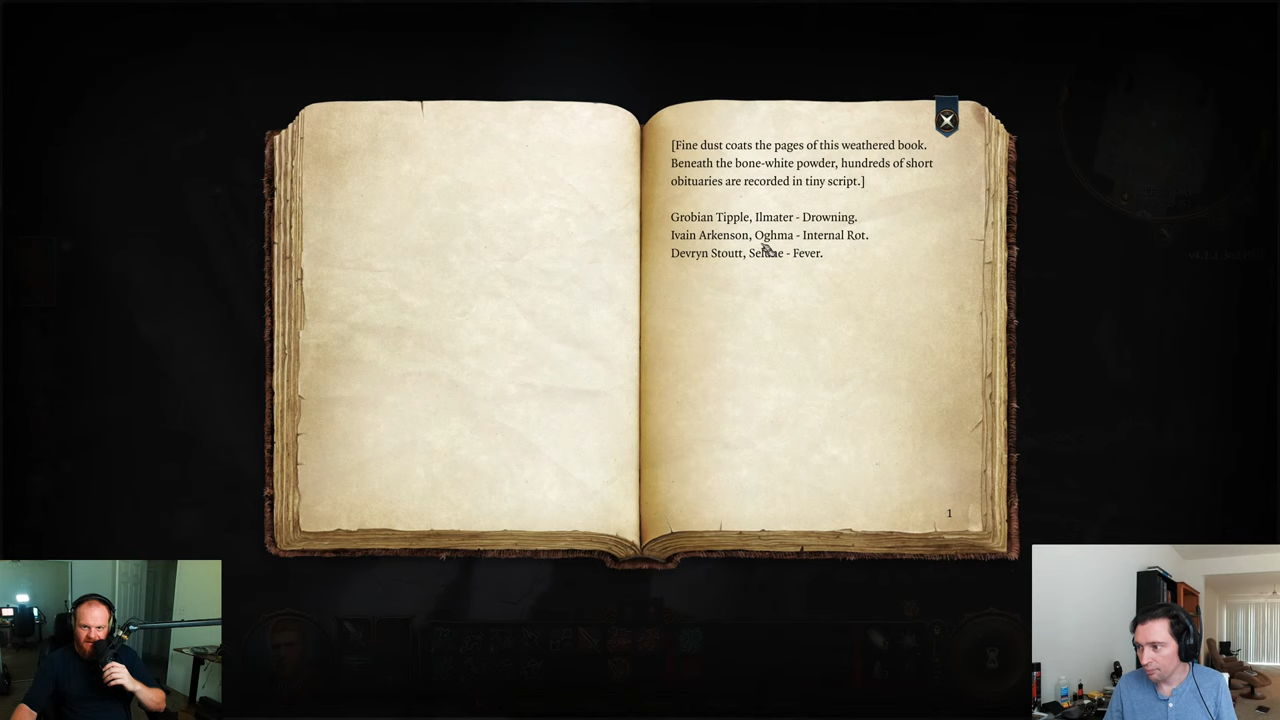 [Fine dust coats the pages of this weathered book.
Beneath the bone-white powder, hundreds of short
obituaries are recorded in tiny script.]
Grobian Tipple, Ilmater - Drowning.
Ivain Arkenson, Oghma - Internal Rot.
Devryn Stoutt, - Fever.
1